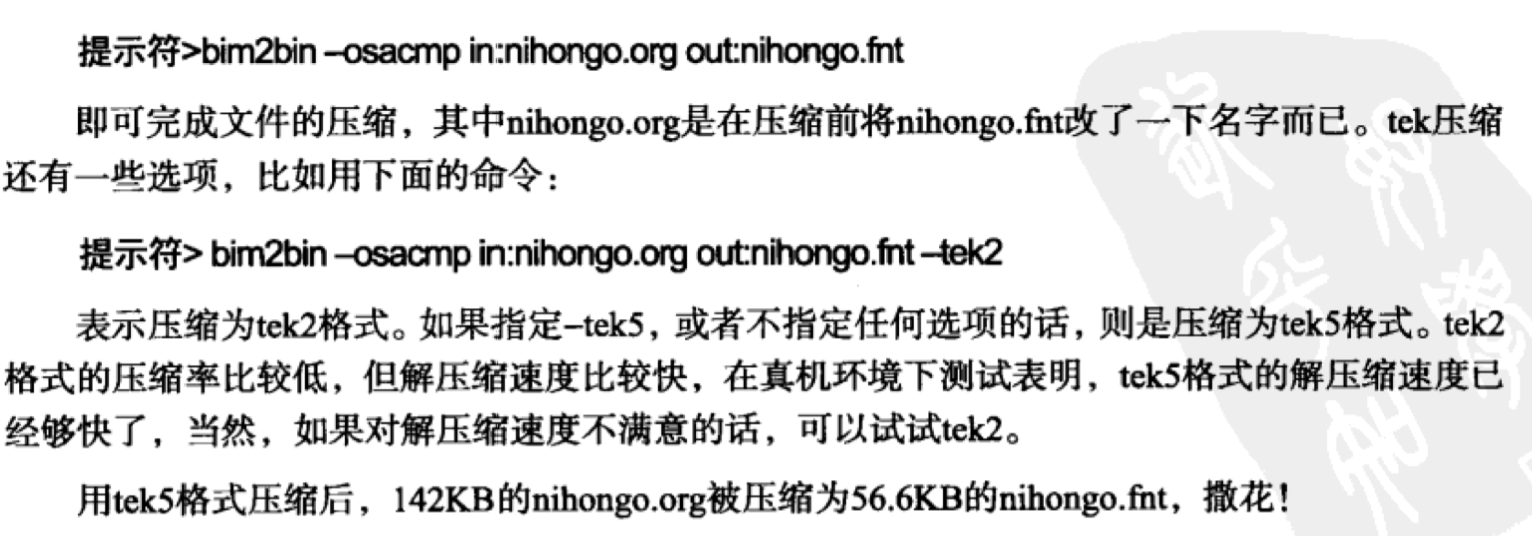 提示符>bim2bin –osacmp in:nihongo.org out:nihongo.fnt
即可完成文件的压缩，其中nihongo.org是在压缩前将nihongo.fnt改了一下名字而已。tek压缩
还有一些选项，比如用下面的命令：
提示符> bim2bin –osacmp in:nihongo.org out:nihongo.fnt –tek2
表示压缩为tek2格式。如果指定–tek5，或者不指定任何选项的话，则是压缩为tek5格式。tek2
格式的压缩率比较低，但解压缩速度比较快，在真机环境下测试表明，tek5格式的解压缩速度已
经够快了，当然，如果对解压缩速度不满意的话，可以试试tek2。
用tek5格式压缩后，142KB的nihongo.org被压缩为56.6KB的nihongo.fnt，撒花！